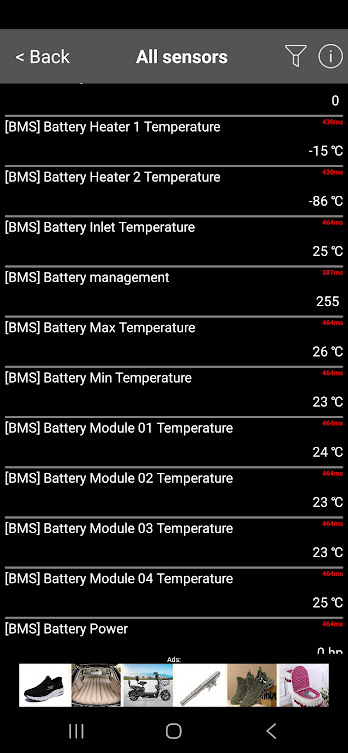 < Back
All sensors
0
[BMS] Battery Heater 1 Temperature
430ms
-15 ℃
[BMS] Battery Heater 2 Temperature
430ms
-86 ℃
[BMS] Battery Inlet Temperature
464ms
25 ℃
[BMS] Battery management
387ms
255
[BMS] Battery Max Temperature
464ms
26 ℃
[BMS] Battery Min Temperature
464ms
23 ℃
[BMS] Battery Module 01 Temperature
464ms
24 ℃
[BMS] Battery Module 02 Temperature
464ms
23 ℃
[BMS] Battery Module 03 Temperature
464ms
23 ℃
[BMS] Battery Module 04 Temperature
464ms
25 ℃
[BMS] Battery Power
464ms
0 hp
Ads: